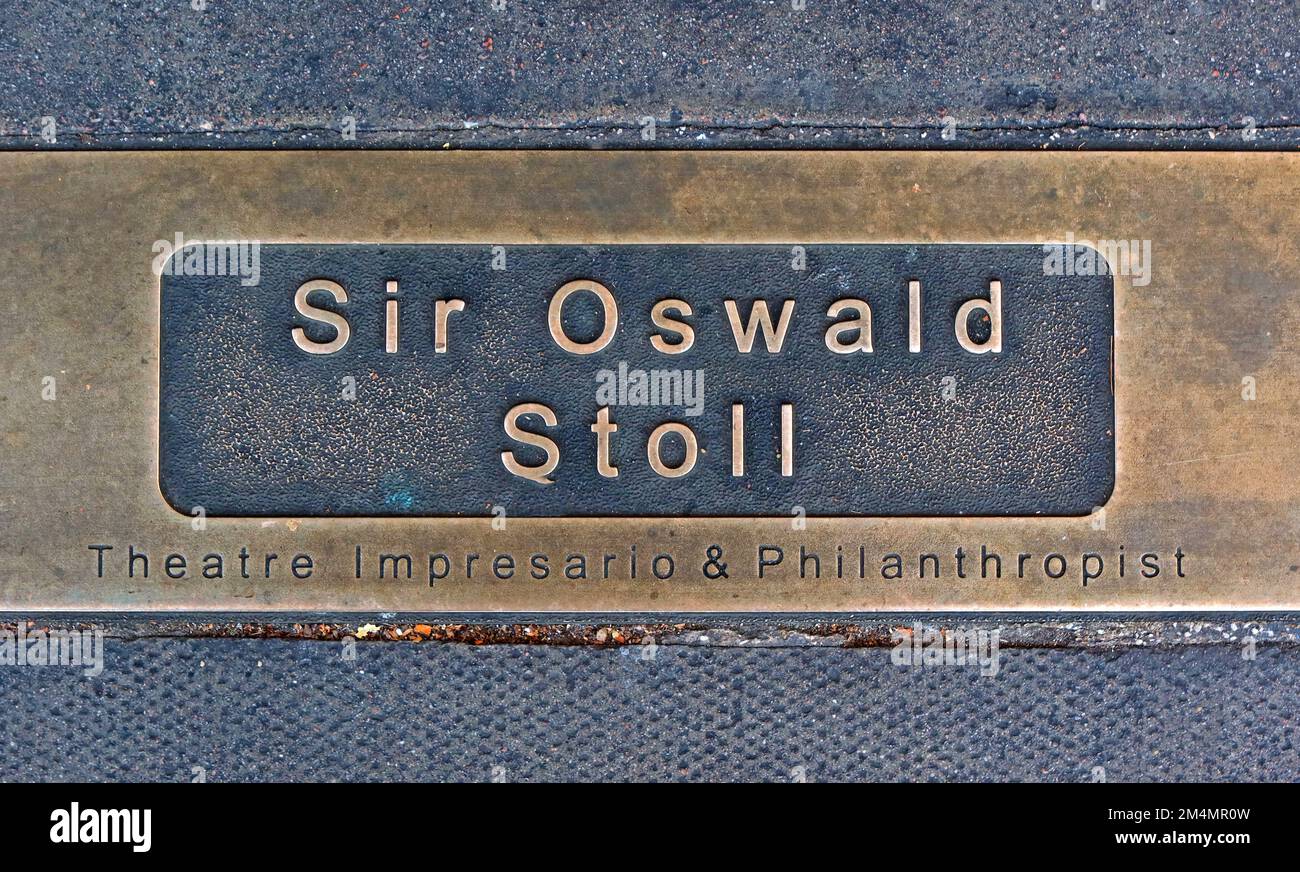 Sir Oswald
Stoll
Theatre Impresario & Philanthropist
alamy
Image ID: 2M4MR0W
www.alamy.com